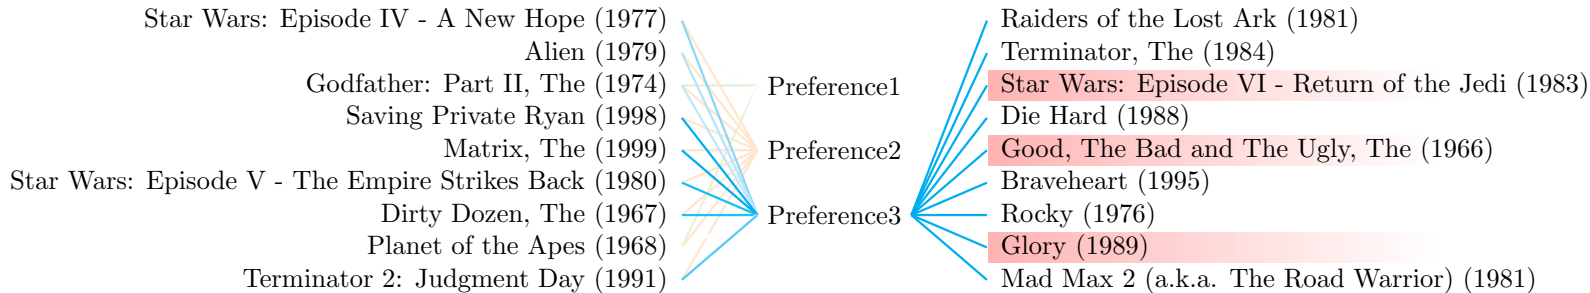 Star Wars: Episode IV - A New Hope (1977)
Alien (1979)
Godfather: Part II, The (1974)
Saving Private Ryan (1998)
Matrix, The (1999)
Star Wars: Episode V - The Empire Strikes Back (1980)
Dirty Dozen, The (1967)
Planet of the Apes (1968)
Terminator 2: Judgment Day (1991)
Preference1
Preference2
Preference3
Raiders of the Lost Ark (1981)
Terminator, The (1984)
Star Wars: Episode VI - Return of the Jedi (1983)
Die Hard (1988)
Good, The Bad and The Ugly, The (1966)
Braveheart (1995)
Rocky (1976)
Glory (1989)
Mad Max 2 (a.k.a. The Road Warrior) (1981)